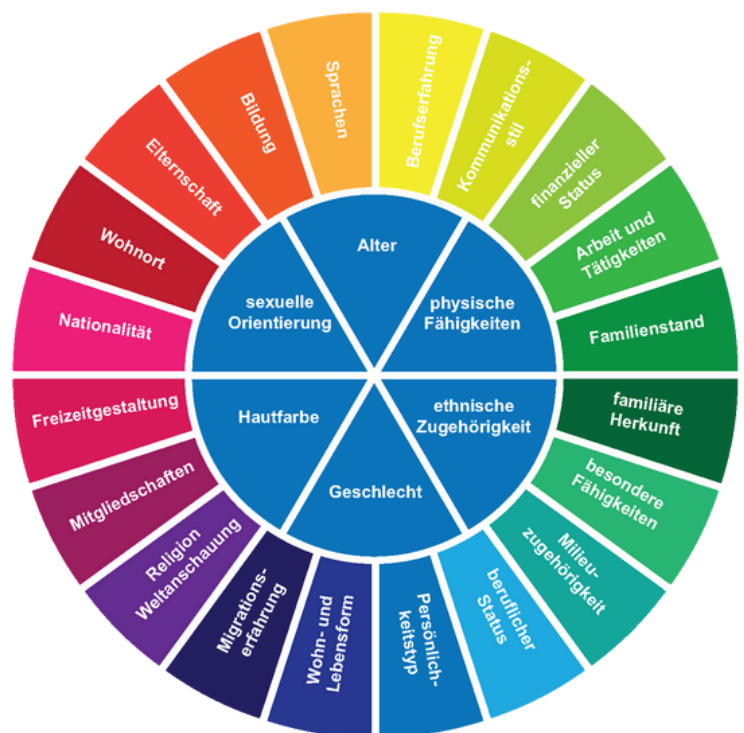 Berufserfahrung
Kommunikations-
stil
finanzieller
Status
Arbeit und
Tätigkeiten
Familienstand
familiäre
Herkunft
besondere
Fähigkeiten
Milieu-
zugehörigkeit
beruflicher
Status
Persönlich-
keitstyp
Wohn- und
Lebensform
Migrations-
erfahrung
Religion
Weltanschauung
Mitgliedschaften
Freizeitgestaltung
Nationalität
Wohnort
Elternschaft
Bildung
Sprachen
Alter
physische
Fähigkeiten
ethnische
Zugehörigkeit
Geschlecht
Hautfarbe
sexuelle
Orientierung